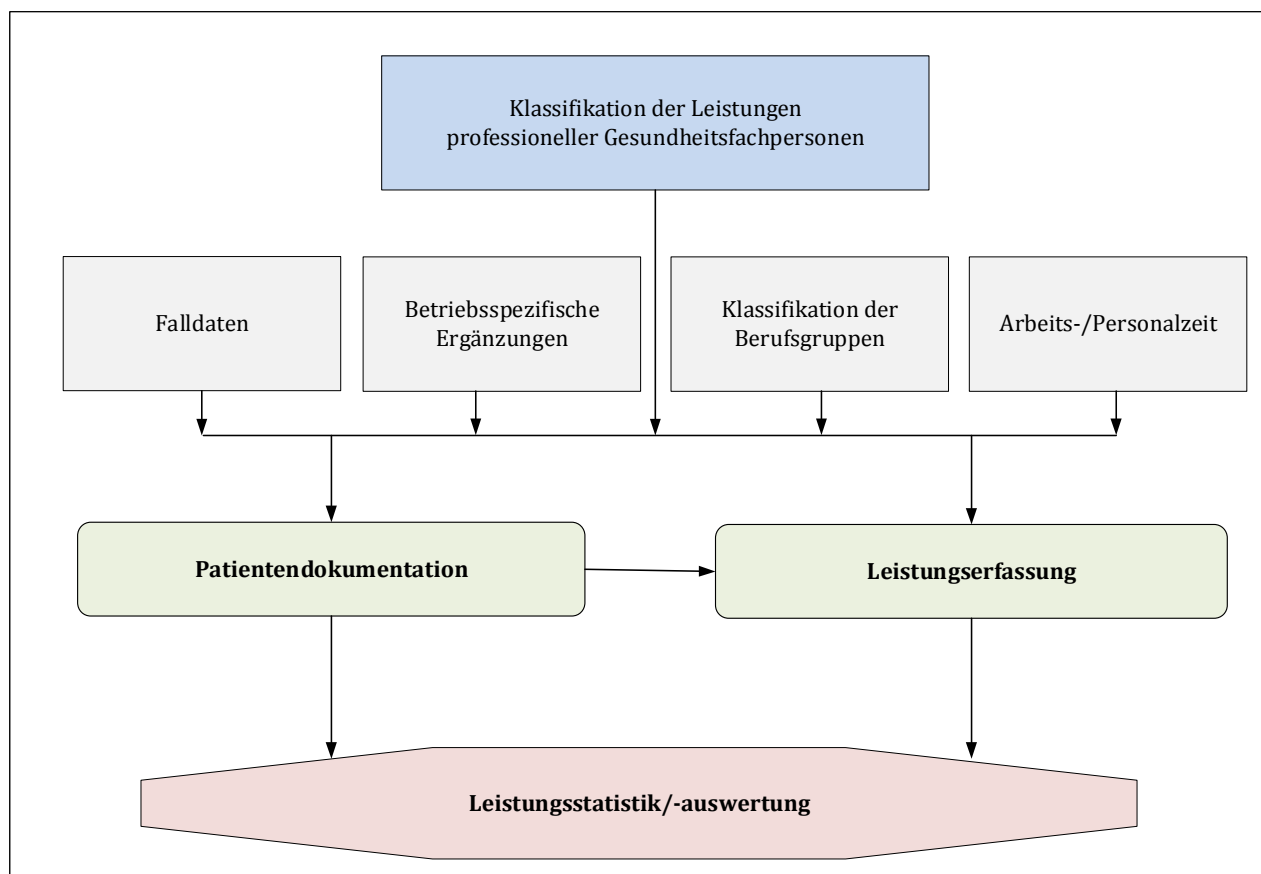 Klassifikation der Leistungen
professioneller Gesundheitsfachpersonen
Falldaten
Betriebsspezifische
Ergänzungen
Klassifikation der
Berufsgruppen
Arbeits-/Personalzeit
Patientendokumentation
Leistungserfassung
Leistungsstatistik/-auswertung